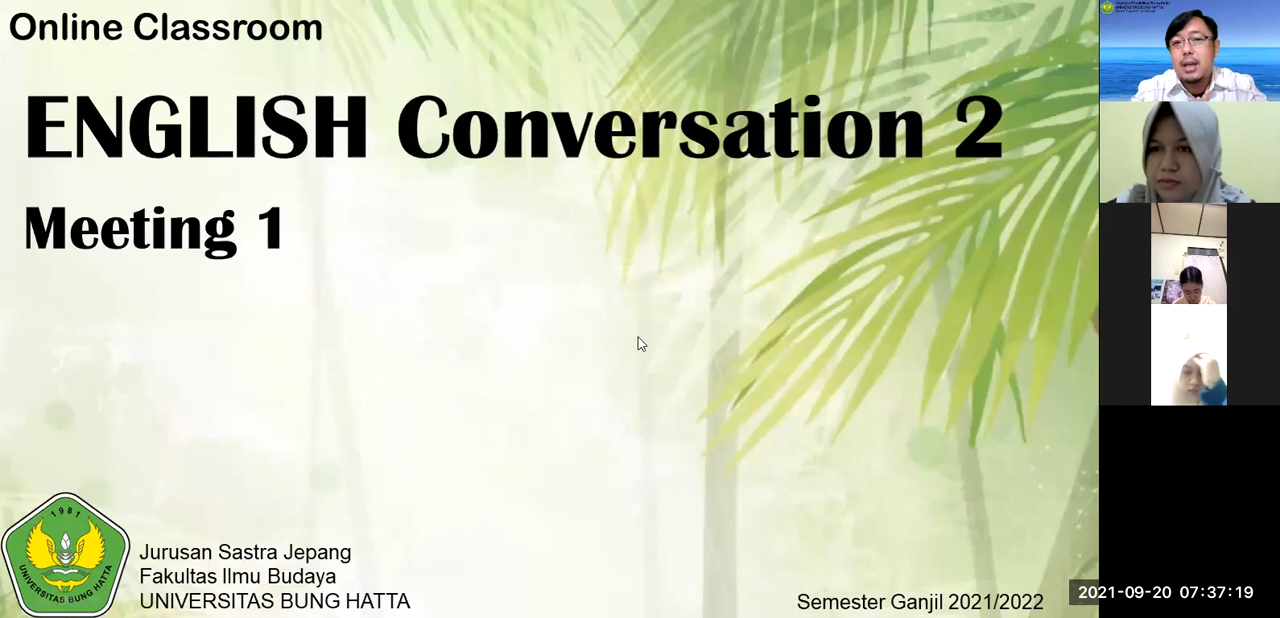 Online Classroom
ENGLISH Conversation 2
Meeting 1
1981
UNIVERSITAS BUNG HATTA
Jurusan Sastra Jepang
Fakultas Ilmu Budaya
UNIVERSITAS BUNG HATTA
Semester Ganjil 2021/2022
2021-09-20 07:37:19